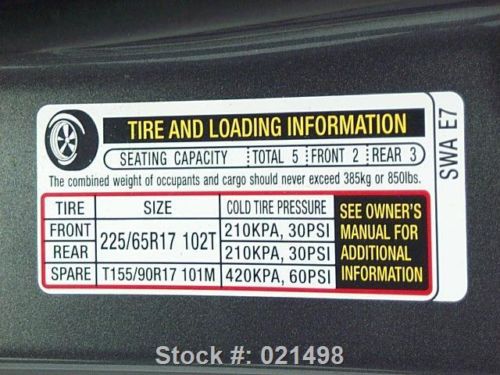 TIRE AND LOADING INFORMATION
SEATING CAPACITY TOTAL 5 FRONT 2 REAR 3
The combined weight of occupants and cargo should never exceed 385kg or 850lbs.
TIRE SIZE COLD TIRE PRESSURE
FRONT 225/65R17 102T 210KPA, 30PSI
REAR 210KPA, 30PSI
SPARE T155/90R17 101M 420KPA, 60PSI
SEE OWNER'S
MANUAL FOR
ADDITIONAL
INFORMATION
SWA E7
Stock #: 021498